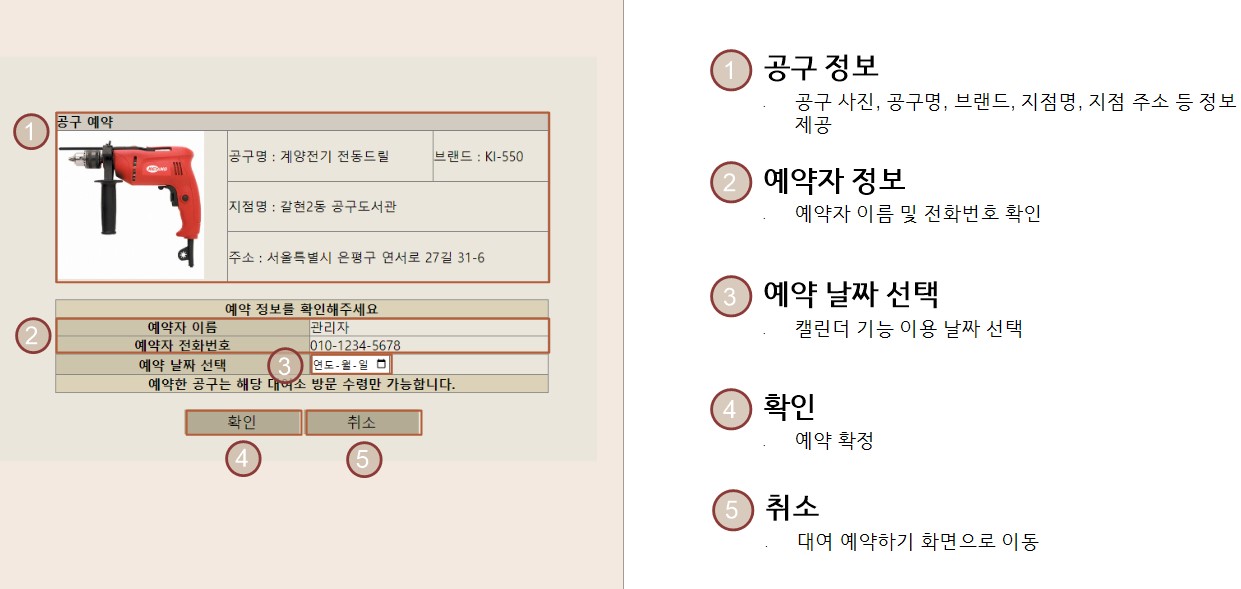 공구 예약
1
공구명 : 계양전기 전동드릴
브랜드 : KI-550
지점명 : 갈현2동 공구도서관
주소 : 서울특별시 은평구 연서로 27길 31-6
예약 정보를 확인해주세요
2
예약자 이름
관리자
예약자 전화번호
010-1234-5678
예약 날짜 선택
3
연도-월-일
예약한 공구는 해당 대여소 방문 수령만 가능합니다.
확인
취소
4
5
1
공구 정보
공구 사진, 공구명, 브랜드, 지점명, 지점 주소 등 정보
제공
2
예약자 정보
예약자 이름 및 전화번호 확인
3
예약 날짜 선택
캘린더 기능 이용 날짜 선택
4
확인
예약 확정
5
취소
대여 예약하기 화면으로 이동